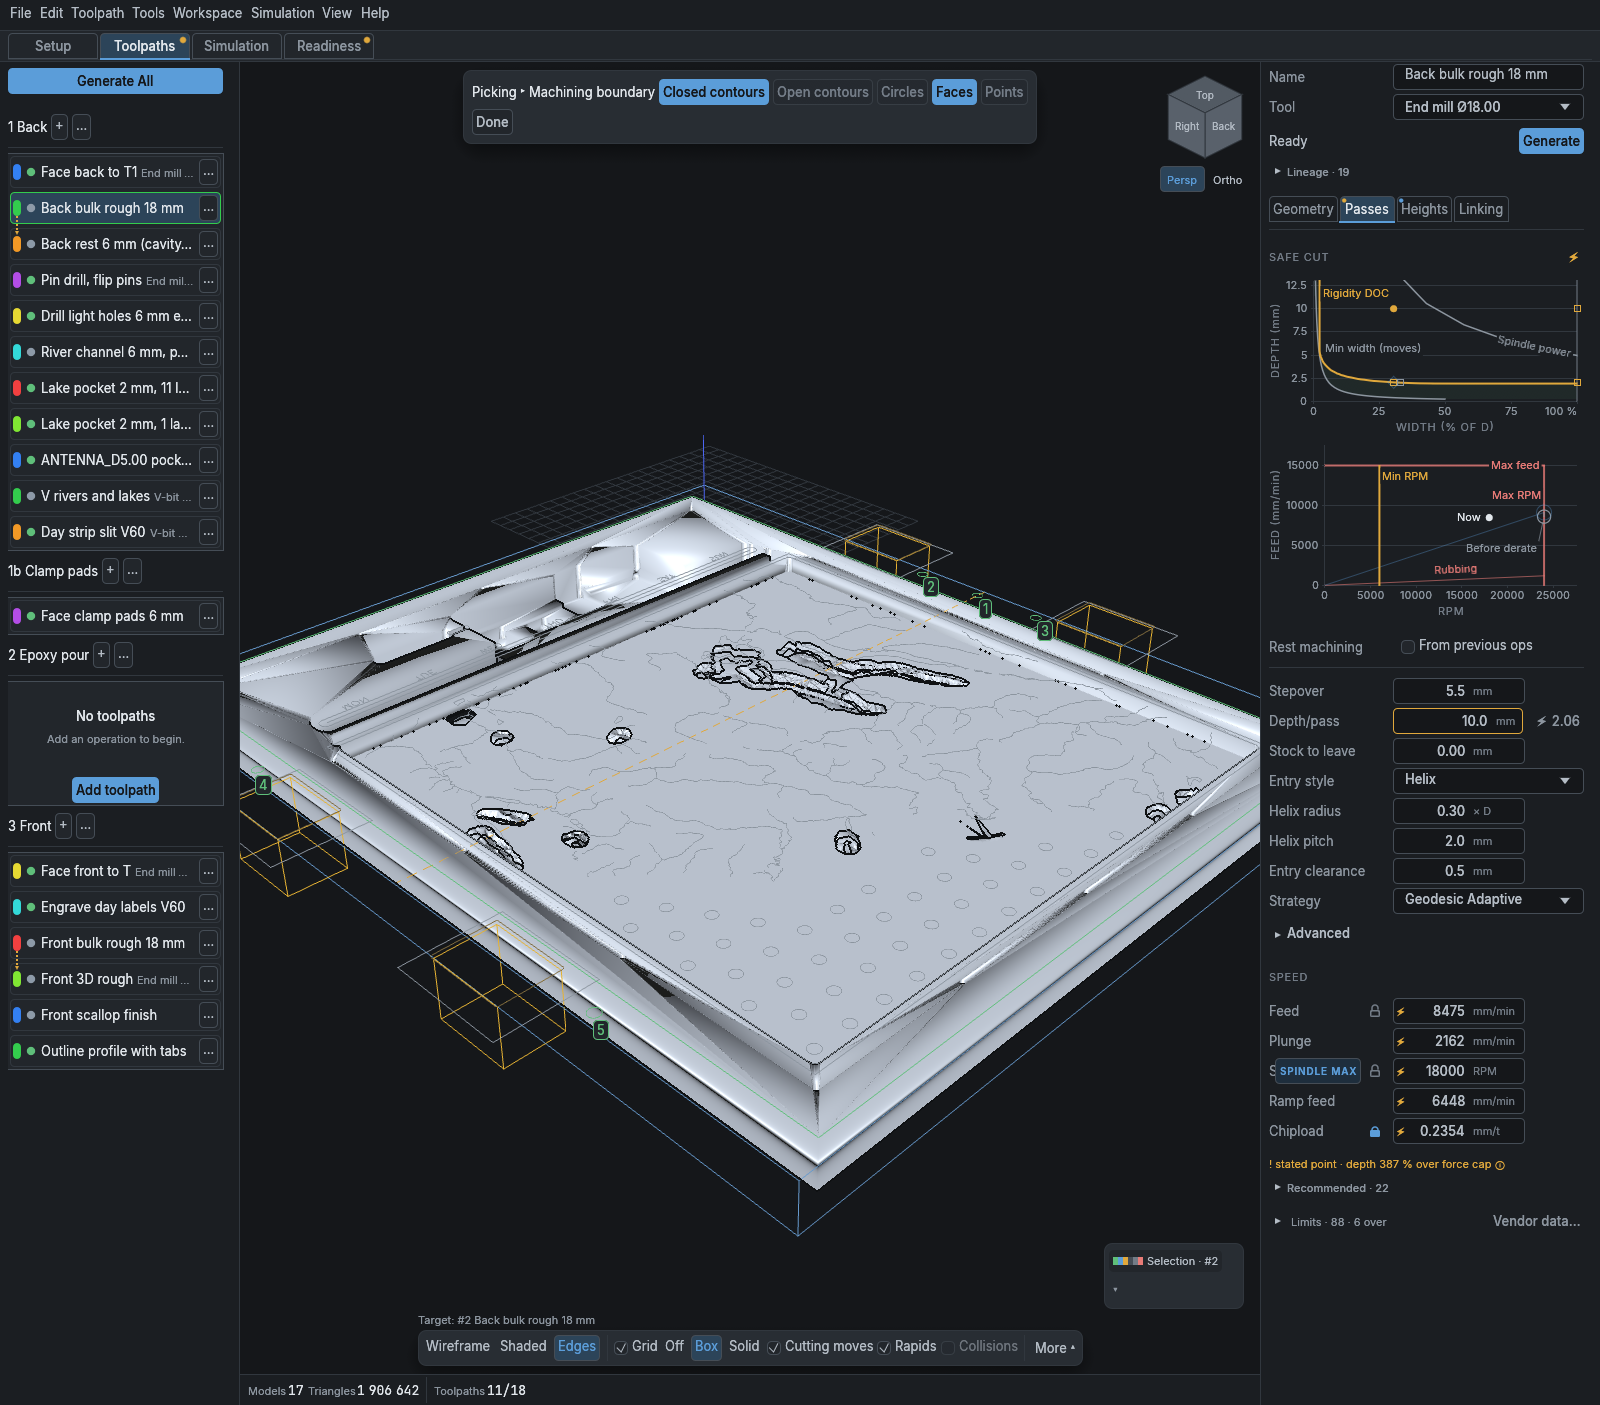 File Edit Toolpath Tools Workspace Simulation View Help
Setup Toolpaths Simulation Readiness
Generate All
1 Back + ...
Face back to T1 End mill ... ...
Back bulk rough 18 mm ...
Back rest 6 mm (cavity... ...
Pin drill, flip pins End mil... ...
Drill light holes 6 mm e... ...
River channel 6 mm, p... ...
Lake pocket 2 mm, 11 l... ...
Lake pocket 2 mm, 1 la... ...
ANTENNA_D5.00 pock... ...
V rivers and lakes V-bit ... ...
Day strip slit V60 V-bit ... ...
1b Clamp pads + ...
Face clamp pads 6 mm ...
2 Epoxy pour + ...
No toolpaths
Add an operation to begin.
Add toolpath
3 Front + ...
Face front to T End mill ... ...
Engrave day labels V60 ...
Front bulk rough 18 mm ...
Front 3D rough End mill ... ...
Front scallop finish ...
Outline profile with tabs ...
Picking ‣ Machining boundary Closed contours Open contours Circles Faces Points
Done
Top
Right Back
Persp Ortho
2
1
3
4
5
Selection · #2
Target: #2 Back bulk rough 18 mm
Wireframe Shaded Edges Grid Off Box Solid Cutting moves Rapids Collisions More
Models 17 Triangles 1 906 642 Toolpaths 11/18
Name Back bulk rough 18 mm
Tool End mill Ø18.00
Ready Generate
Lineage · 19
Geometry Passes Heights Linking
SAFE CUT
DEPTH (mm)
12.5
10
7.5
5
2.5
0
Rigidity DOC
Min width (moves)
Spindle power
0 25 50 75 100 %
WIDTH (% OF D)
FEED (mm/min)
15000
10000
5000
0
Max feed
Min RPM
Max RPM
Now
Before derate
Rubbing
0 5000 10000 15000 20000 25000
RPM
Rest machining From previous ops
Stepover 5.5 mm
Depth/pass 10.0 mm ⚡ 2.06
Stock to leave 0.00 mm
Entry style Helix
Helix radius 0.30 × D
Helix pitch 2.0 mm
Entry clearance 0.5 mm
Strategy Geodesic Adaptive
Advanced
SPEED
Feed 8475 mm/min
Plunge 2162 mm/min
S SPINDLE MAX 18000 RPM
Ramp feed 6448 mm/min
Chipload 0.2354 mm/t
! stated point · depth 387 % over force cap
Recommended · 22
Limits · 88 · 6 over Vendor data...